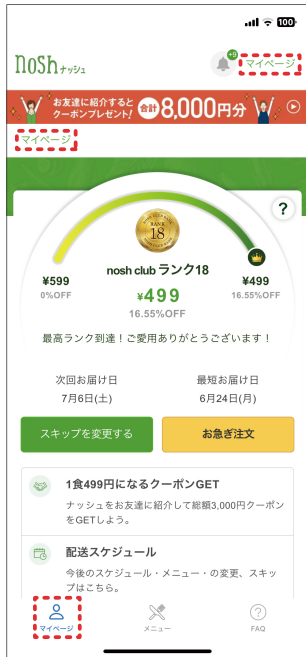 100
nosh ナッシュ
+9
マイページ
お友達に紹介すると
クーポンプレゼント!
合計8,000円分
マイページ
?
NOSH CLUB RANK
18
¥599
0%OFF
nosh club ランク18
¥499
16.55%OFF
¥499
16.55%OFF
最高ランク到達!ご愛用ありがとうございます!
次回お届け日
7月6日(土)
最短お届け日
6月24日(月)
スキップを変更する
お急ぎ注文
1食499円になるクーポンGET
ナッシュをお友達に紹介して総額3,000円クーポン
をGETしよう。
配送スケジュール
今後のスケジュール・メニュー・の変更、スキッ
プはこちら。
マイページ
メニュー
?
FAQ